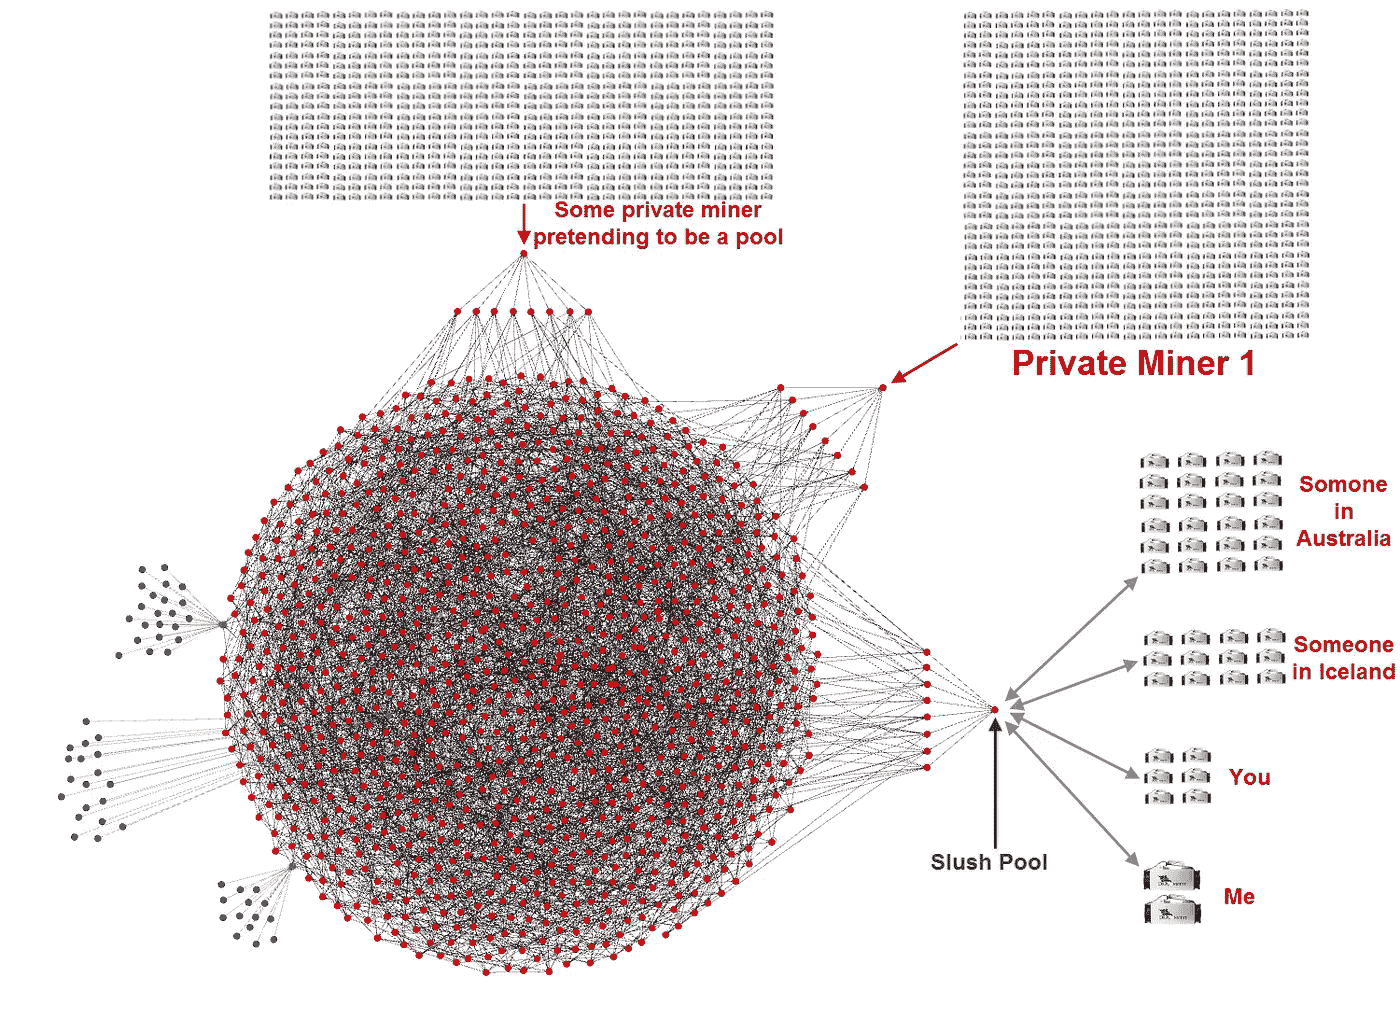 Some private miner
pretending to be a pool
Private Miner 1
Somone
in
Australia
Someone
in Iceland
You
Slush Pool
Me